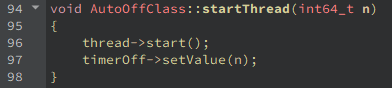 94 void AutoOffClass::startThread(int64_t n)
95 {
96     thread->start();
97     timerOff->setValue(n);
98 }